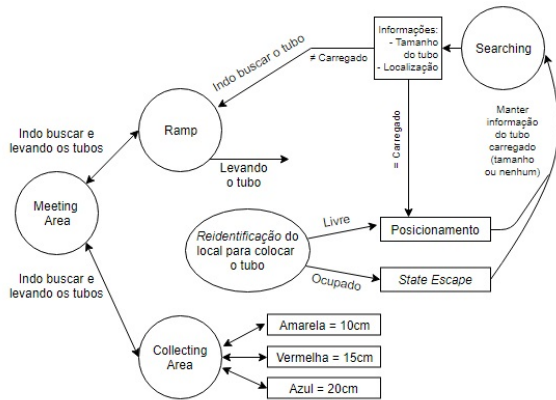 Informações:
- Tamanho
do tubo
- Localização
Searching
≠ Carregado
Indo buscar o tubo
Ramp
Indo buscar e
levando os tubos
Levando
o tubo
= Carregado
Manter
informação
do tubo
carregado
(tamanho
ou nenhum)
Meeting
Area
Reidentificação do
local para colocar
o tubo
Livre
Posicionamento
Ocupado
State Escape
Indo buscar e
levando os tubos
Collecting
Area
Amarela = 10cm
Vermelha = 15cm
Azul = 20cm